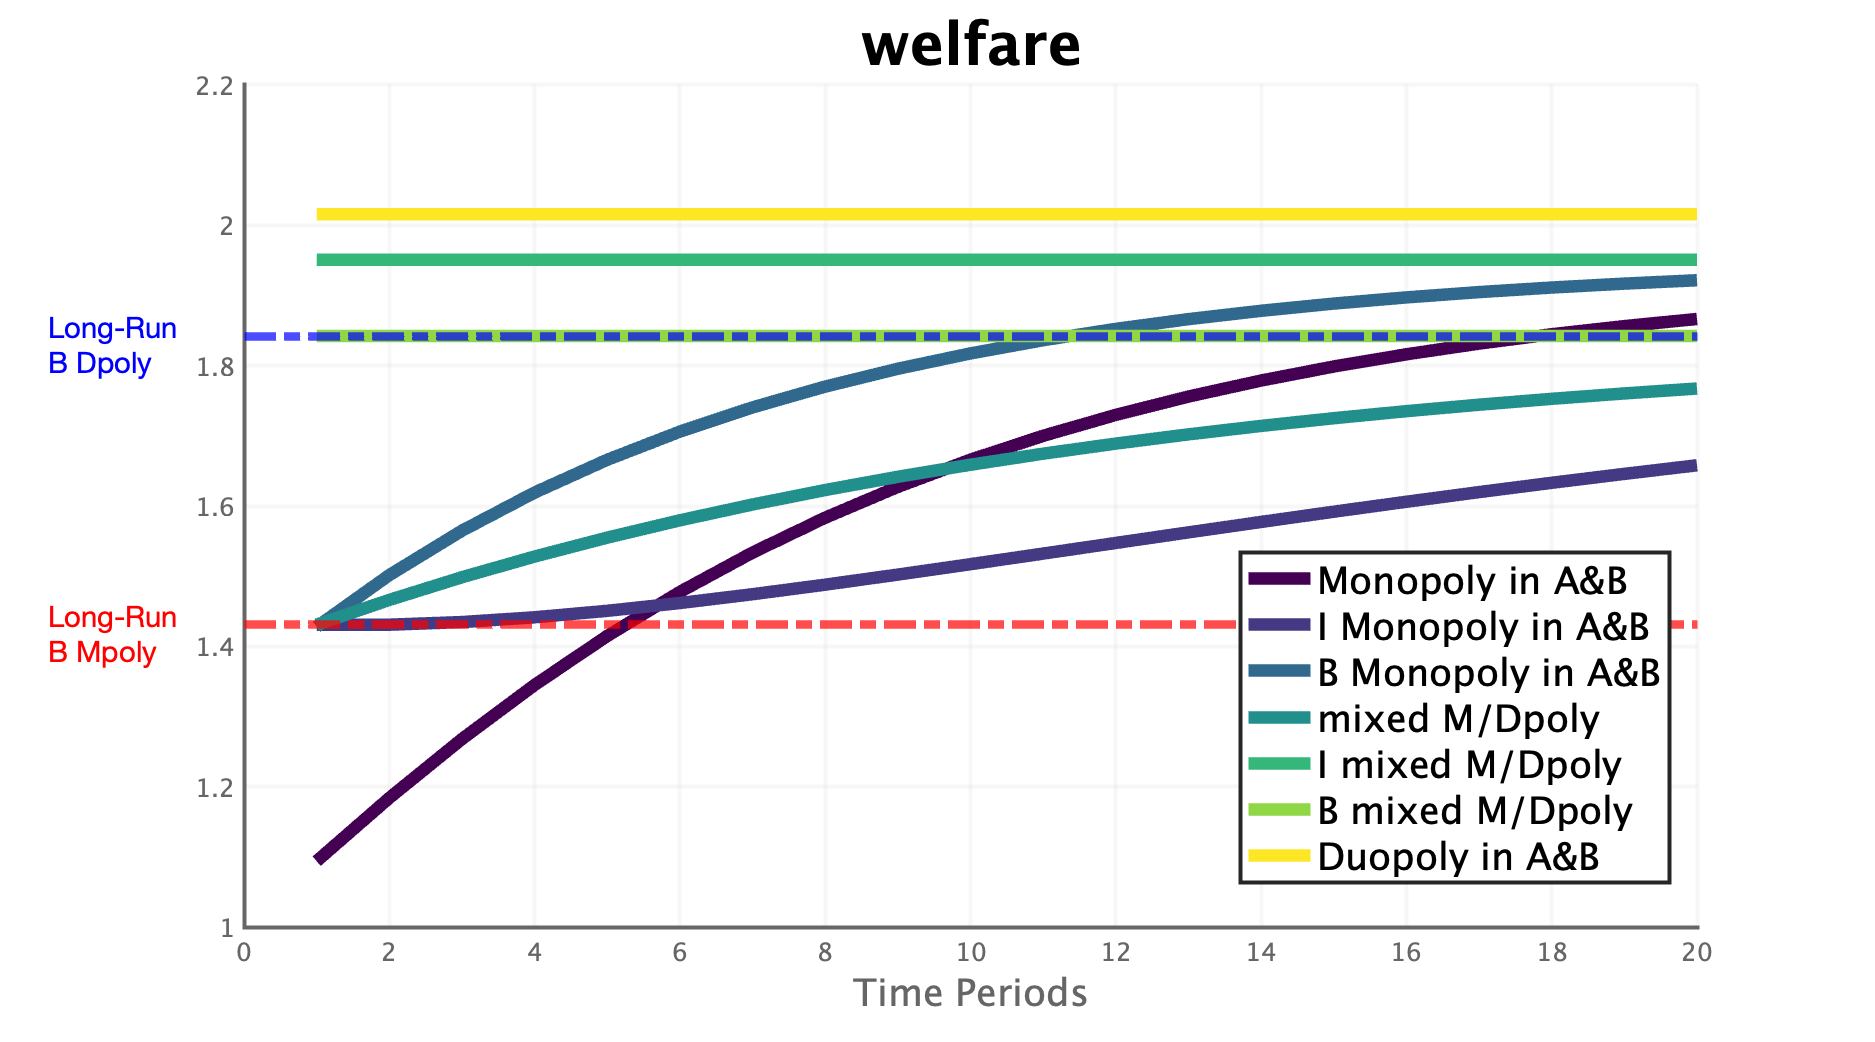 welfare
2.2
2
1.8
1.6
1.4
1.2
1
Long-Run
B Dpoly
Long-Run
B Mpoly
Monopoly in A&B
I Monopoly in A&B
B Monopoly in A&B
mixed M/Dpoly
I mixed M/Dpoly
B mixed M/Dpoly
Duopoly in A&B
0 2 4 6 8 10 12 14 16 18 20
Time Periods